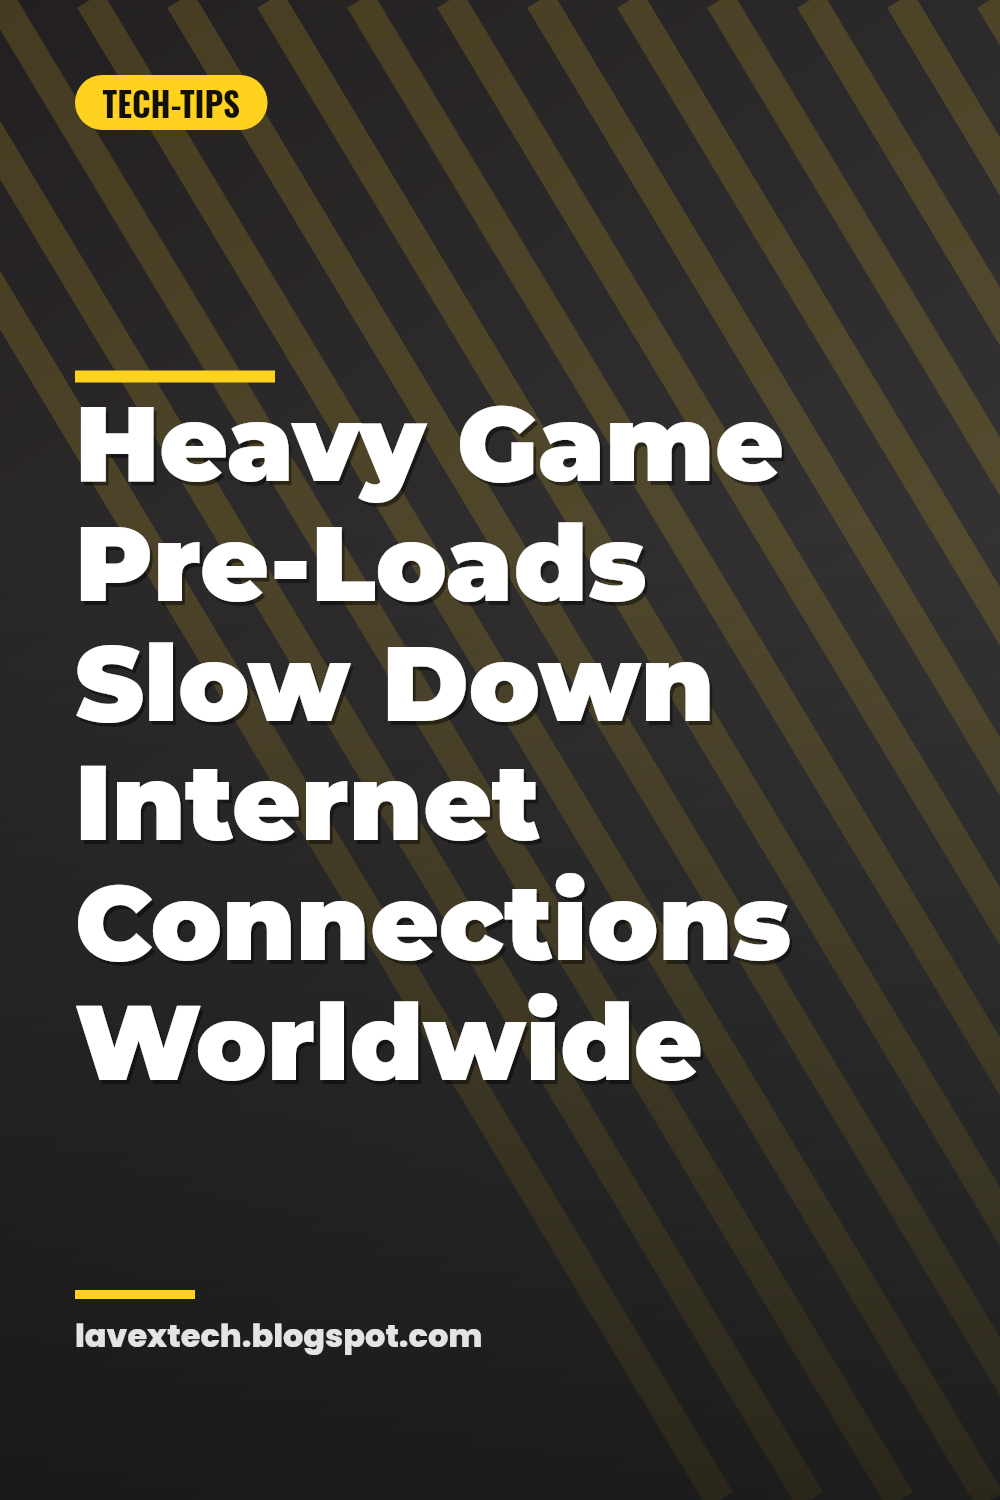 TECH-TIPS
Heavy Game
Pre-Loads
Slow Down
Internet
Connections
Worldwide
lavextech.blogspot.com